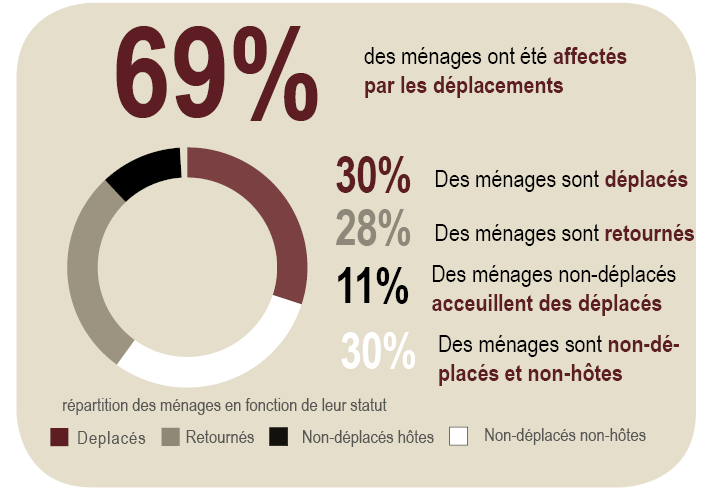 69%
des ménages ont été affectés
par les déplacements
30%
Des ménages sont déplacés
28%
Des ménages sont retournés
11%
Des ménages non-déplacés
acceuillent des déplacés
30%
Des ménages sont non-dé-
placés et non-hôtes
répartition des ménages en fonction de leur statut
Deplacés
Retournés
Non-déplacés hôtes
Non-déplacés non-hôtes